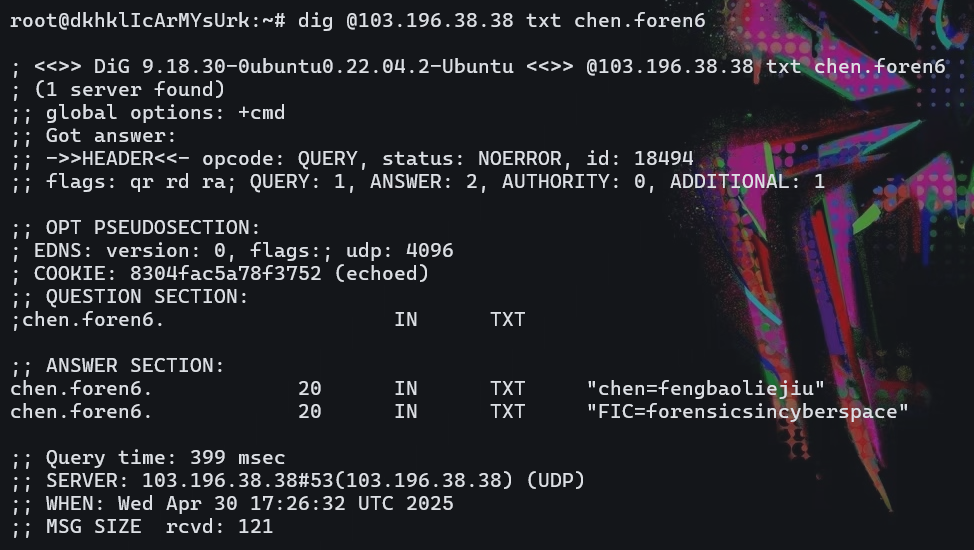 root@dkhklIcArMYsUrk:~# dig @103.196.38.38 txt chen.foren6
; <<>> DiG 9.18.30-0ubuntu0.22.04.2-Ubuntu <<>> @103.196.38.38 txt chen.foren6
; (1 server found)
;; global options: +cmd
;; Got answer:
;; ->>HEADER<<- opcode: QUERY, status: NOERROR, id: 18494
;; flags: qr rd ra; QUERY: 1, ANSWER: 2, AUTHORITY: 0, ADDITIONAL: 1
;; OPT PSEUDOSECTION:
; EDNS: version: 0, flags:; udp: 4096
; COOKIE: 8304fac5a78f3752 (echoed)
;; QUESTION SECTION:
;chen.foren6. IN TXT
;; ANSWER SECTION:
chen.foren6. 20 IN TXT "chen=fengbaoliejiu"
chen.foren6. 20 IN TXT "FIC=forensicsincyberspace"
;; Query time: 399 msec
;; SERVER: 103.196.38.38#53(103.196.38.38) (UDP)
;; WHEN: Wed Apr 30 17:26:32 UTC 2025
;; MSG SIZE  rcvd: 121